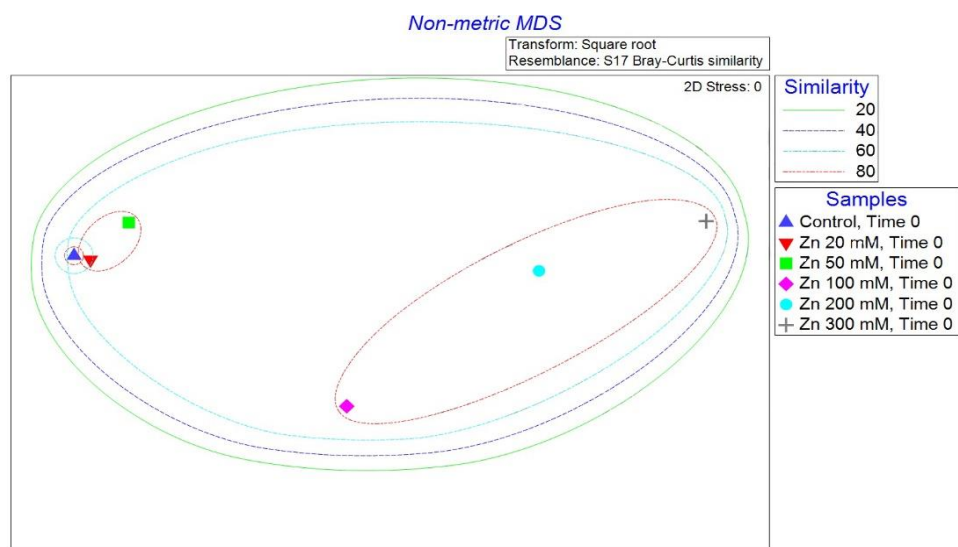 Non-metric MDS
Transform: Square root
Resemblance: S17 Bray-Curtis similarity
2D Stress: 0
Similarity
20
40
60
80
Samples
Control, Time 0
Zn 20 mM, Time 0
Zn 50 mM, Time 0
Zn 100 mM, Time 0
Zn 200 mM, Time 0
Zn 300 mM, Time 0